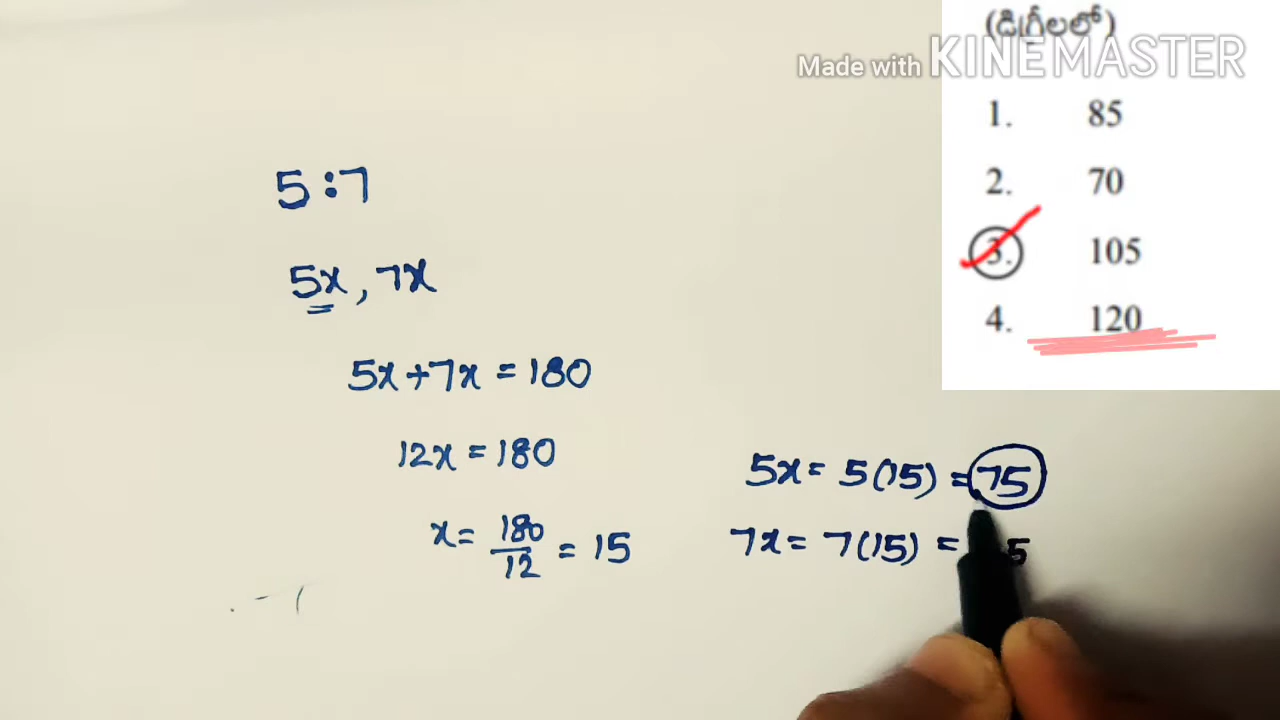 (డిగ్రీలలో)
Made with KINEMASTER
1. 85
2. 70
3. 105
4. 120
5:7
5x, 7x
5x+7x = 180
12x = 180
x = 180/12 = 15
5x = 5(15) = 75
7x = 7(15) = 5